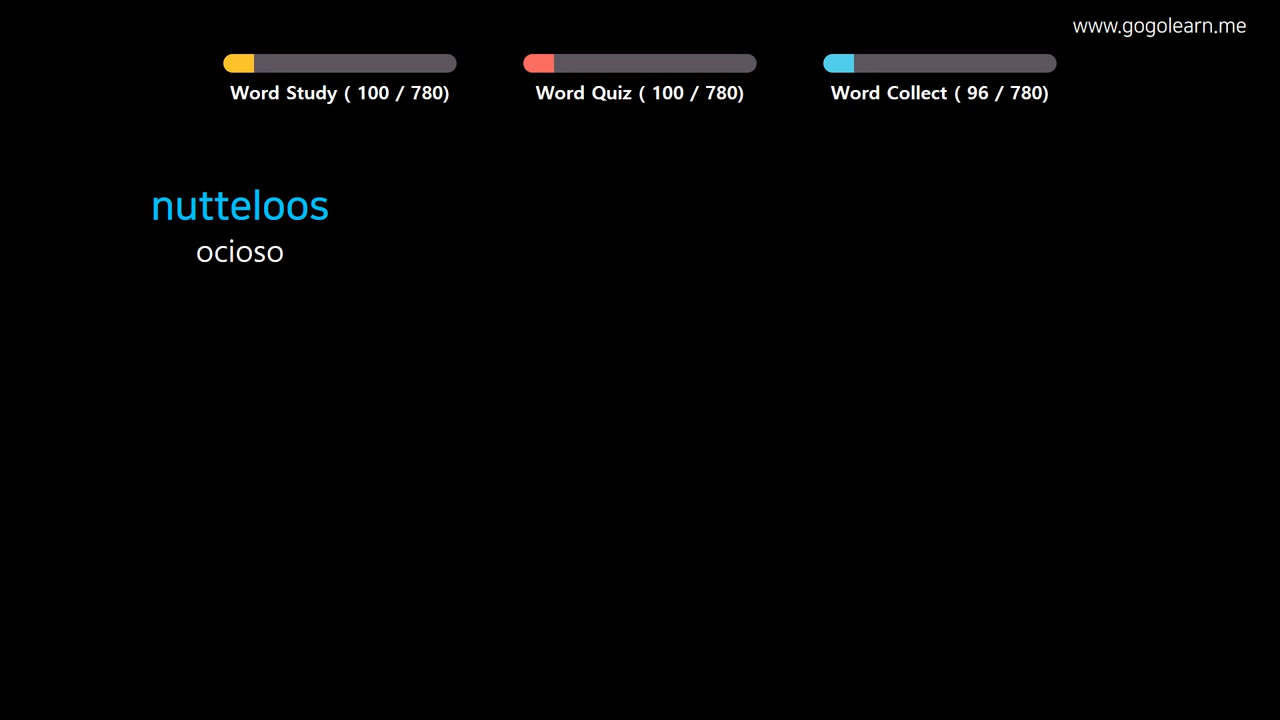 www.gogolearn.me
Word Study ( 100 / 780)
Word Quiz ( 100 / 780)
Word Collect ( 96 / 780)
nutteloos
ocioso